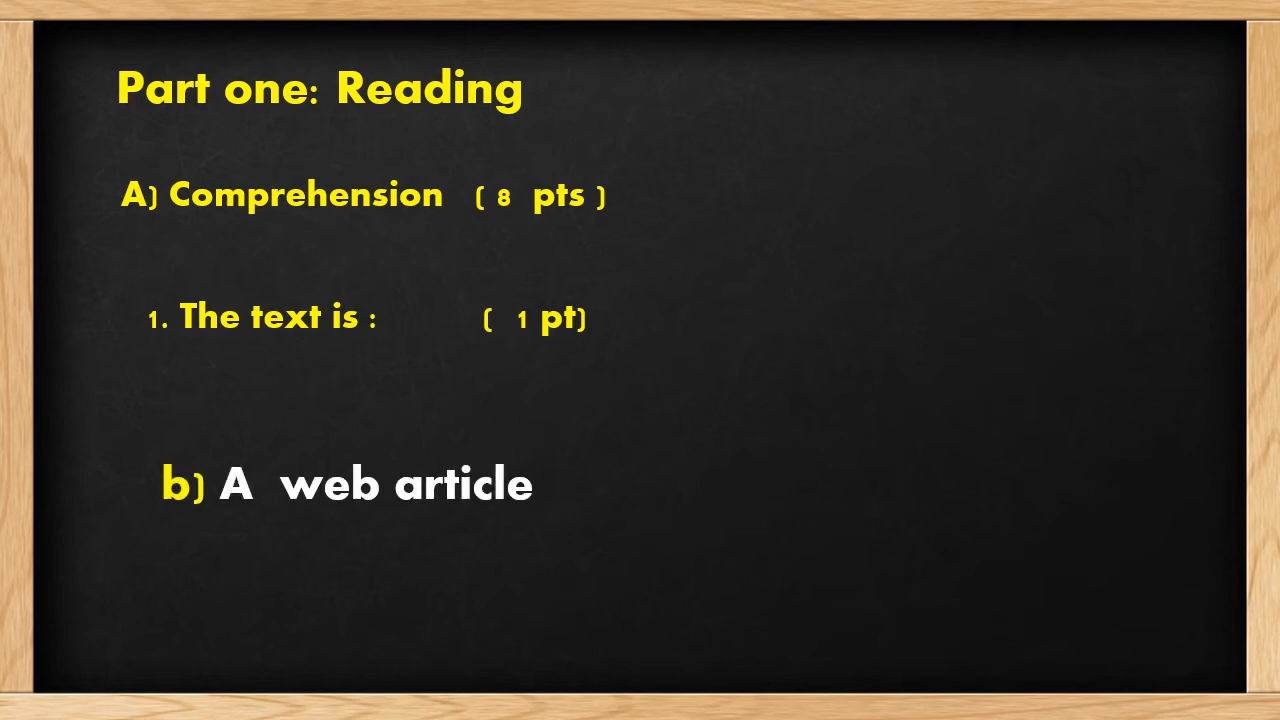 Part one: Reading
A) Comprehension ( 8 pts )
1. The text is : ( 1 pt)
b) A web article